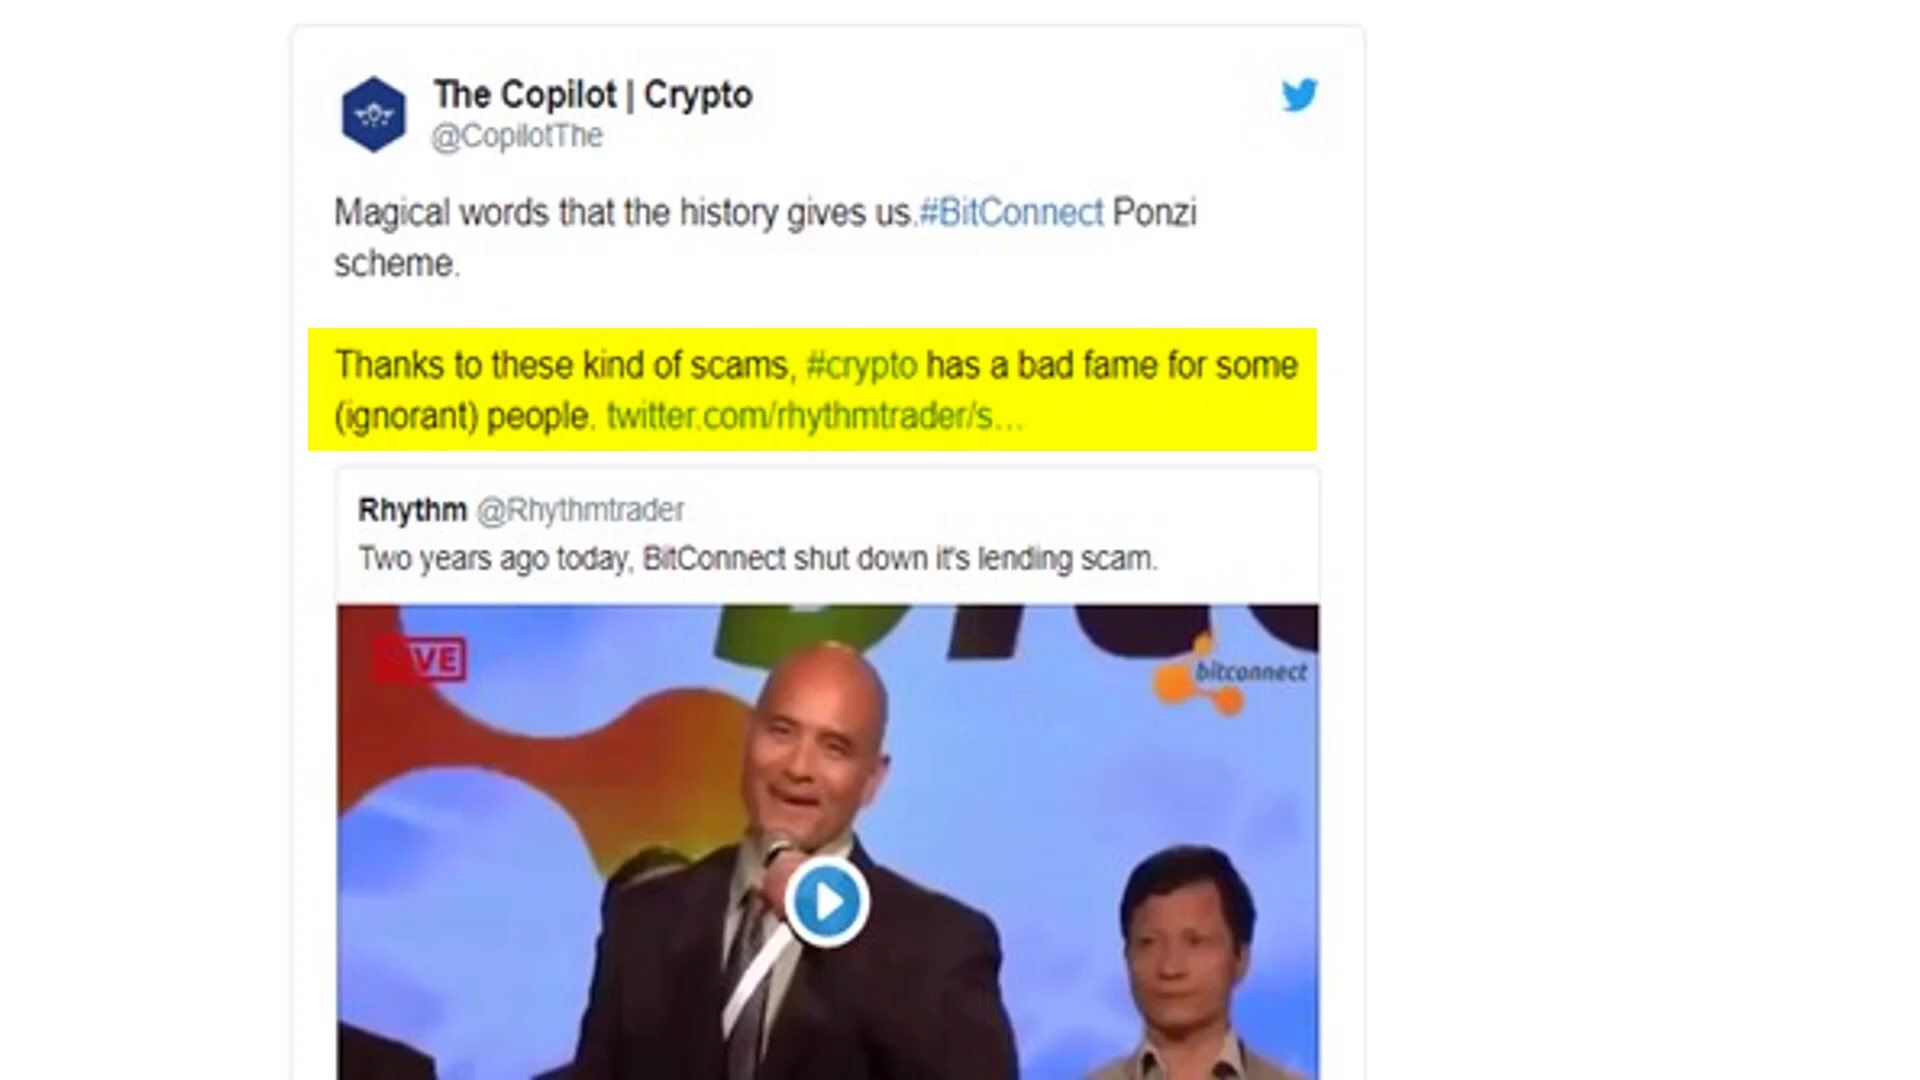 The Copilot | Crypto
@CopilotThe
Magical words that the history gives us.#BitConnect Ponzi
scheme.
Thanks to these kind of scams, #crypto has a bad fame for some
(ignorant) people. twitter.com/rhythmtrader/s…
Rhythm @Rhythmtrader
Two years ago today, BitConnect shut down it's lending scam.
bitconnect